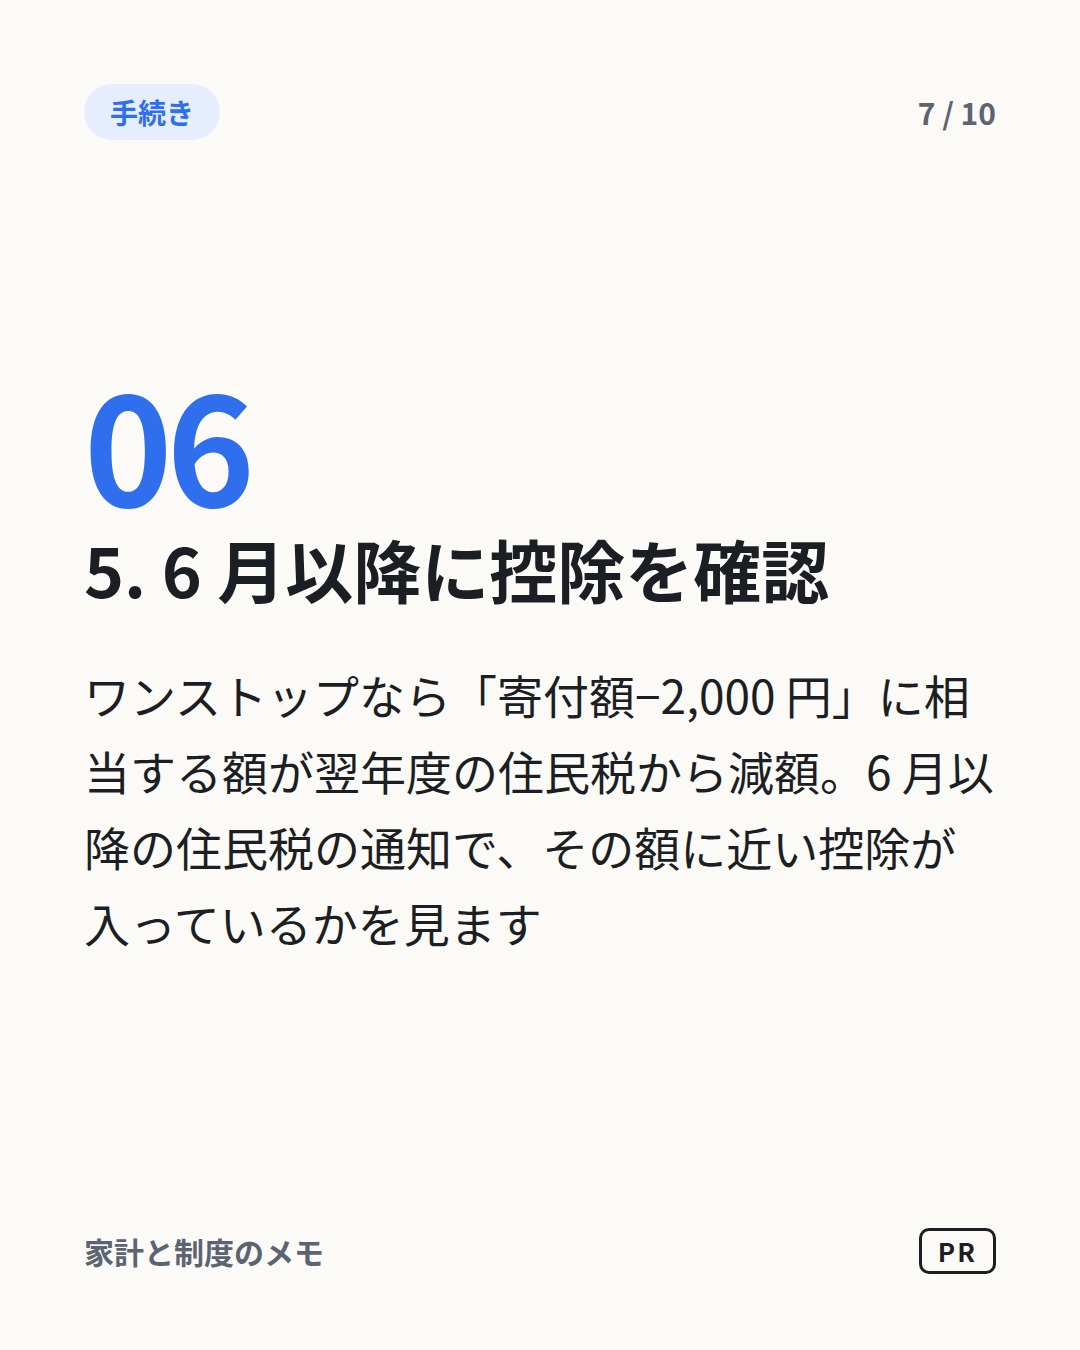 手続き
7 / 10
06
5. 6 月以降に控除を確認
ワンストップなら「寄付額−2,000 円」に相
当する額が翌年度の住民税から減額。6 月以
降の住民税の通知で、その額に近い控除が
入っているかを見ます
家計と制度のメモ
PR